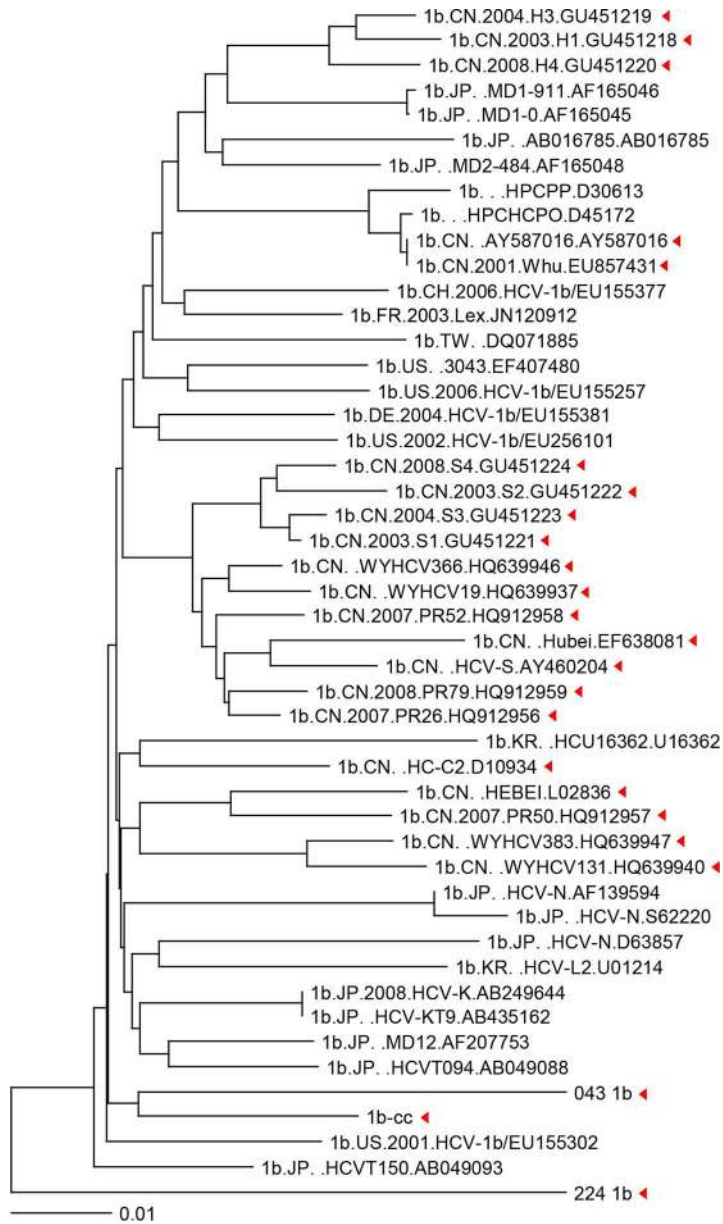 1b.CN.2004.H3.GU451219
1b.CN.2003.H1.GU451218
1b.CN.2008.H4.GU451220
1b.JP. .MD1-911.AF165046
1b.JP. .MD1-0.AF165045
1b.JP. .AB016785.AB016785
1b.JP. .MD2-484.AF165048
1b. . .HPCPP.D30613
1b. . .HPCHCPO.D45172
1b.CN. .AY587016.AY587016
1b.CN.2001.Whu.EU857431
1b.CH.2006.HCV-1b/EU155377
1b.FR.2003.Lex.JN120912
1b.TW. .DQ071885
1b.US. .3043.EF407480
1b.US.2006.HCV-1b/EU155257
1b.DE.2004.HCV-1b/EU155381
1b.US.2002.HCV-1b/EU256101
1b.CN.2008.S4.GU451224
1b.CN.2003.S2.GU451222
1b.CN.2004.S3.GU451223
1b.CN.2003.S1.GU451221
1b.CN. .WYHCV366.HQ639946
1b.CN. .WYHCV19.HQ639937
1b.CN.2007.PR52.HQ912958
1b.CN. .Hubei.EF638081
1b.CN. .HCV-S.AY460204
1b.CN.2008.PR79.HQ912959
1b.CN.2007.PR26.HQ912956
1b.KR. .HCU16362.U16362
1b.CN. .HC-C2.D10934
1b.CN. .HEBEI.L02836
1b.CN.2007.PR50.HQ912957
1b.CN. .WYHCV383.HQ639947
1b.CN. .WYHCV131.HQ639940
1b.JP. .HCV-N.AF139594
1b.JP. .HCV-N.S62220
1b.JP. .HCV-N.D63857
1b.KR. .HCV-L2.U01214
1b.JP.2008.HCV-K.AB249644
1b.JP. .HCV-KT9.AB435162
1b.JP. .MD12.AF207753
1b.JP. .HCVT094.AB049088
043 1b
1b-cc
1b.US.2001.HCV-1b/EU155302
1b.JP. .HCVT150.AB049093
224 1b
0.01